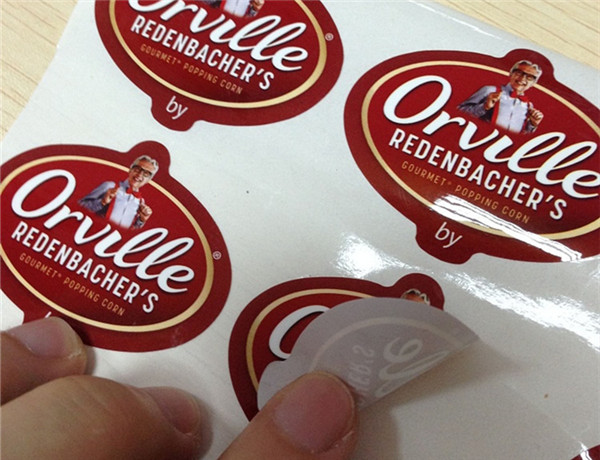 Orville
REDENBACHER'S
GOURMET® POPPING CORN
by
Orville®
REDENBACHER'S
GOURMET® POPPING CORN
by
Orville®
REDENBACHER'S
GOURMET® POPPING CORN